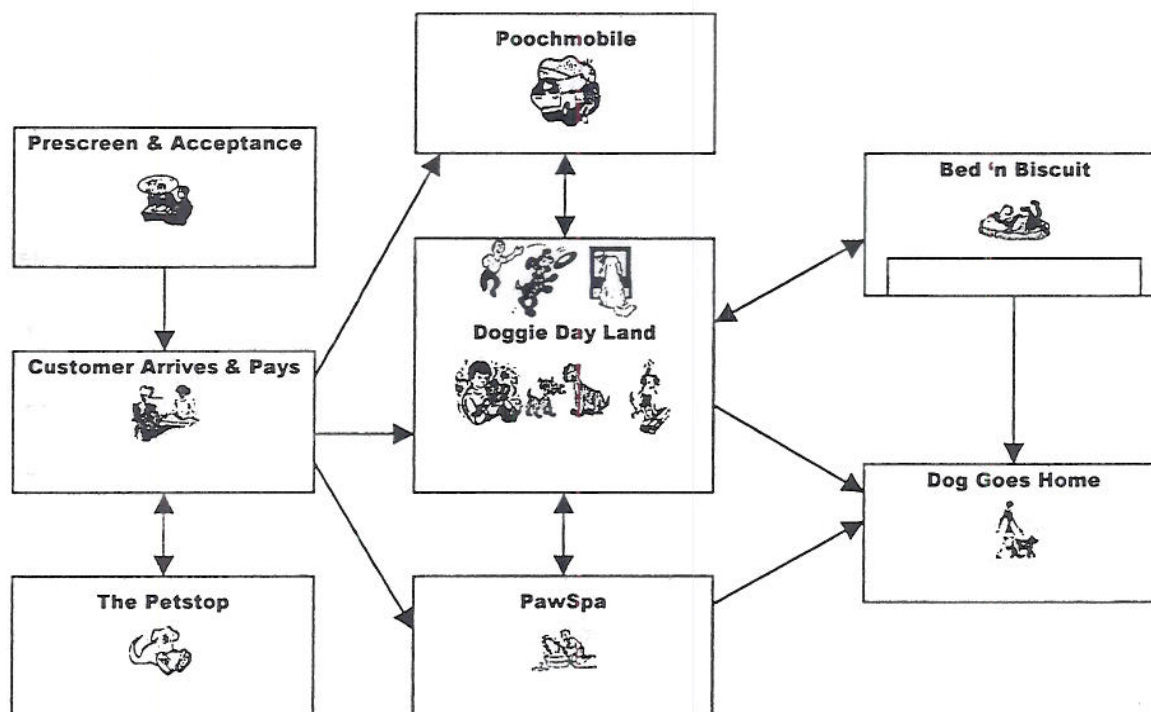 Poochmobile
Prescreen & Acceptance
Bed 'n Biscuit
Doggie Day Land
Customer Arrives & Pays
Dog Goes Home
The Petstop
PawSpa